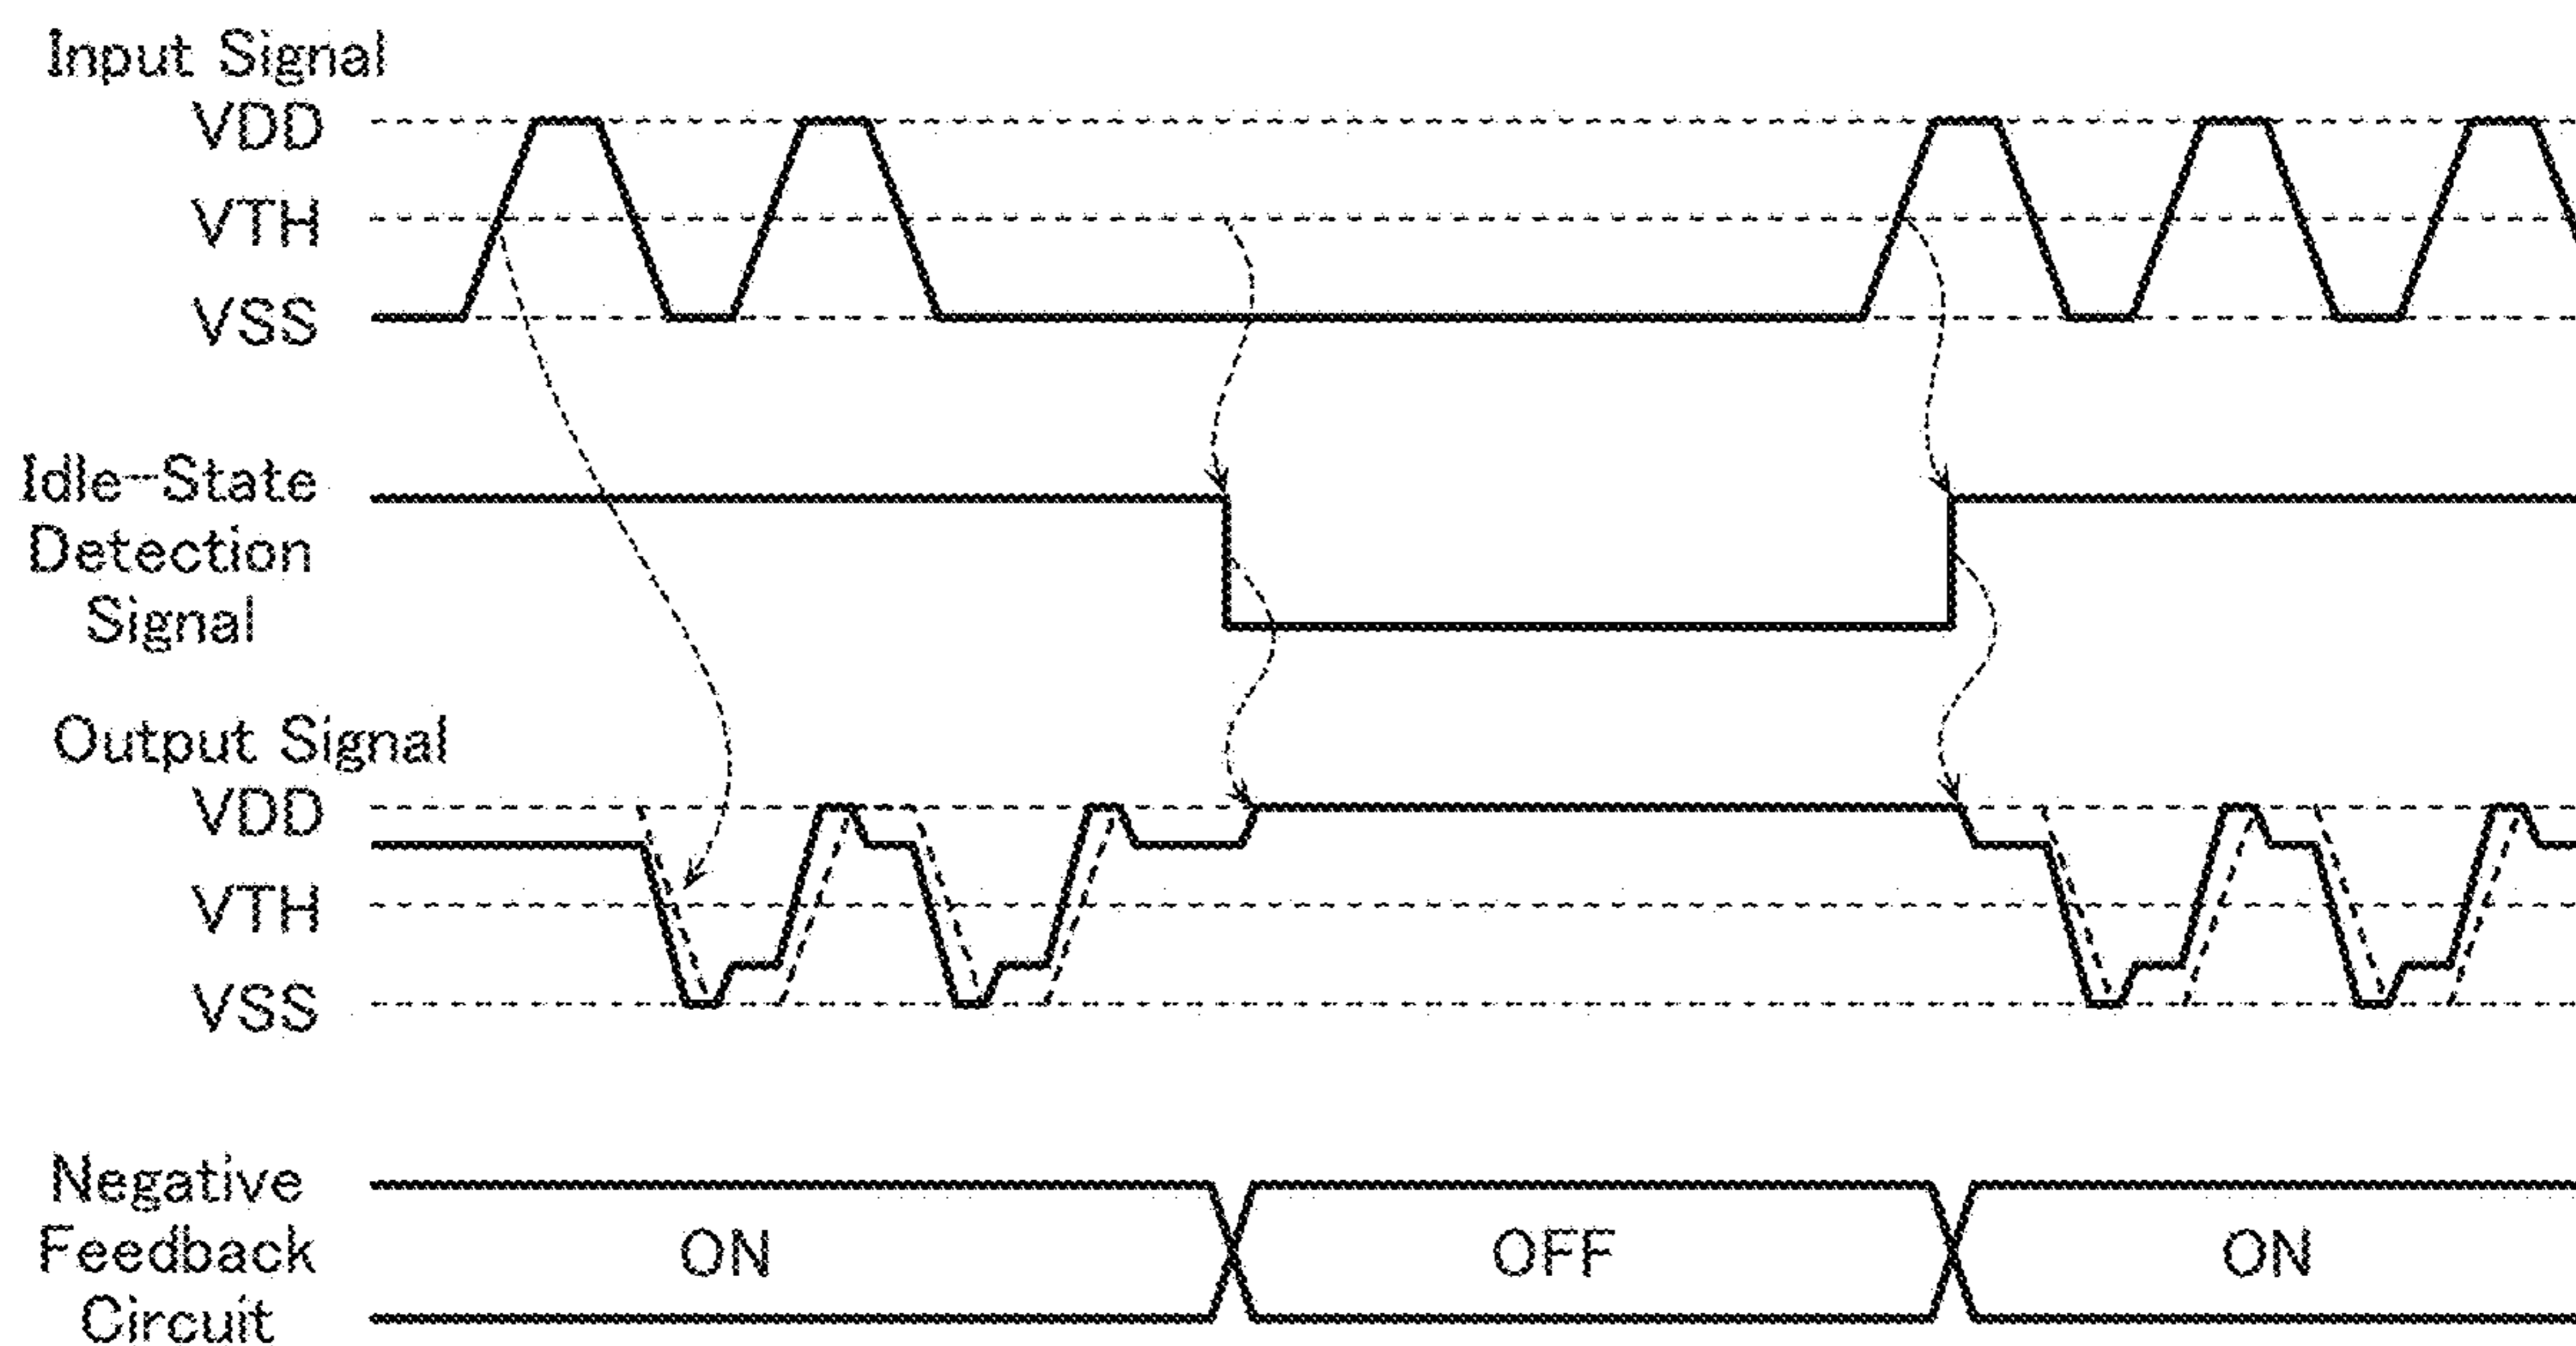 Input Signal
VDD
VTH
VSS
Idle-State
Detection
Signal
Output Signal
VDD
VTH
VSS
Negative
Feedback
Circuit
ON
OFF
ON